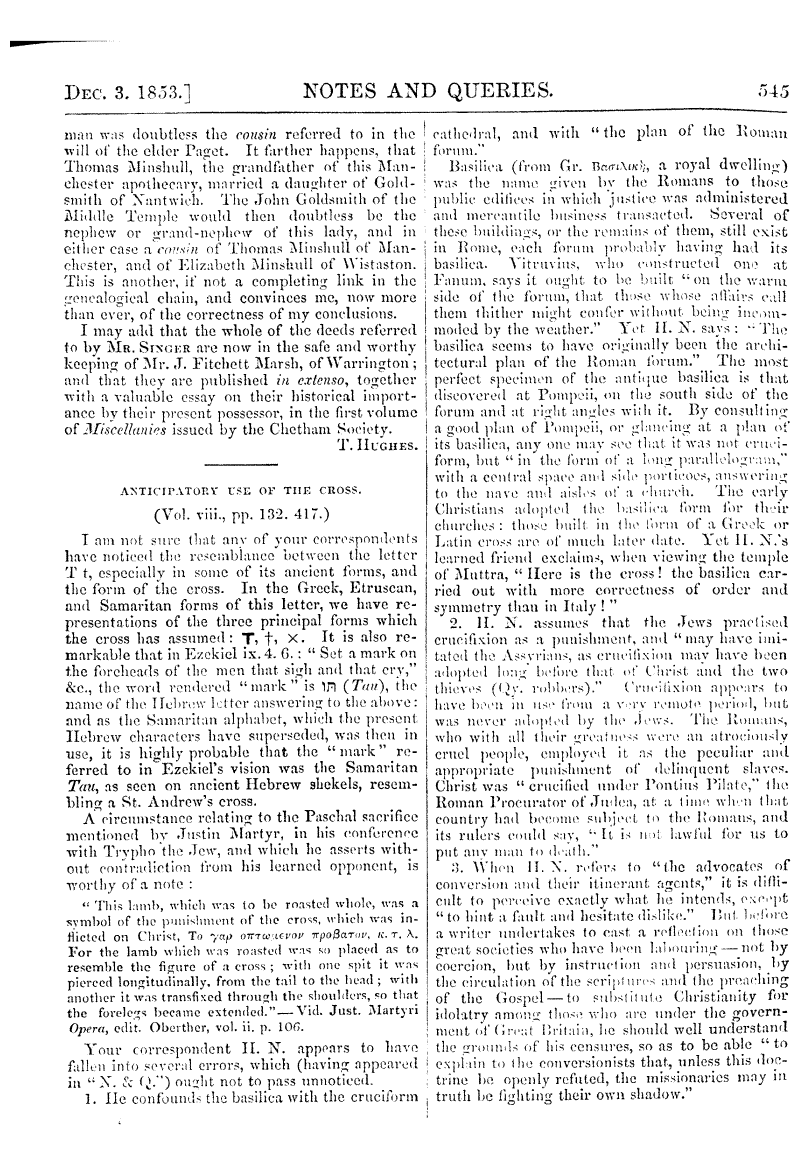 DEC. 3. 1853.] NOTES AND QUERIES. 545
man was doubtless the cousin referred to in the
will of the elder Paget. It farther happens, that
Thomas Minshull, the grandfather of this Man-
chester apothecary, married a daughter of Gold-
smith of Nantwich. The John Goldsmith of the
Middle Temple would then doubtless be the
nephew or grand-nephew of this lady, and in
either case a cousin of Thomas Minshull of Man-
chester, and of Elizabeth Minshull of Wistaston.
This is another, if not a completing link in the
genealogical chain, and convinces me, now more
than ever, of the correctness of my conclusions.
I may add that the whole of the deeds referred
to by MR. SINGER are now in the safe and worthy
keeping of Mr. J. Fitchett Marsh, of Warrington;
and that they are published in extenso, together
with a valuable essay on their historical import-
ance by their present possessor, in the first volume
of Miscellanies issued by the Chetham Society.
T. HUGHES.
ANTICIPATORY USE OF THE CROSS.
(Vol. viii., pp. 132. 417.)
I am not sure that any of your correspondents
have noticed the resemblance between the letter
T t, especially in some of its ancient forms, and
the form of the cross. In the Greek, Etruscan,
and Samaritan forms of this letter, we have re-
presentations of the three principal forms which
the cross has assumed: T, †, ×. It is also re-
markable that in Ezekiel ix. 4. 6.: "Set a mark on
the foreheads of the men that sigh and that cry,"
&c., the word rendered "mark" is תו (Tau), the
name of the Hebrew letter answering to the above:
and as the Samaritan alphabet, which the present
Hebrew characters have superseded, was then in
use, it is highly probable that the "mark" re-
ferred to in Ezekiel's vision was the Samaritan
Tau, as seen on ancient Hebrew shekels, resem-
bling a St. Andrew's cross.
A circumstance relating to the Paschal sacrifice
mentioned by Justin Martyr, in his conference
with Trypho the Jew, and which he asserts with-
out contradiction from his learned opponent, is
worthy of a note:
"This lamb, which was to be roasted whole, was a
symbol of the punishment of the cross, which was in-
flicted on Christ, Το γαρ οπτωμενον προβατον, κ. τ. λ.
For the lamb which was roasted was so placed as to
resemble the figure of a cross; with one spit it was
pierced longitudinally, from the tail to the head; with
another it was transfixed through the shoulders, so that
the forelegs became extended."—Vid. Just. Martyri
Opera, edit. Oberther, vol. ii. p. 106.
Your correspondent H. N. appears to have
fallen into several errors, which (having appeared
in "N. & Q.") ought not to pass unnoticed.
1. He confounds the basilica with the cruciform
cathedral, and with "the plan of the Roman
forum."
Basilica (from Gr. Βασιλικὴ, a royal dwelling)
was the name given by the Romans to those
public edifices in which justice was administered
and mercantile business transacted. Several of
these buildings, or the remains of them, still exist
in Rome, each forum probably having had its
basilica. Vitruvius, who constructed one at
Fanum, says it ought to be built "on the warm
side of the forum, that those whose affairs call
them thither might confer without being incom-
moded by the weather." Yet H. N. says: "The
basilica seems to have originally been the archi-
tectural plan of the Roman forum." The most
perfect specimen of the antique basilica is that
discovered at Pompeii, on the south side of the
forum and at right angles with it. By consulting
a good plan of Pompeii, or glancing at a plan of
its basilica, any one may see that it was not cruci-
form, but "in the form of a long parallelogram,"
with a central space and side porticoes, answering
to the nave and aisles of a church. The early
Christians adopted the basilica form for their
churches: those built in the form of a Greek or
Latin cross are of much later date. Yet H. N.'s
learned friend exclaims, when viewing the temple
of Muttra, "Here is the cross! the basilica car-
ried out with more correctness of order and
symmetry than in Italy!"
2. H. N. assumes that the Jews practised
crucifixion as a punishment, and "may have imi-
tated the Assyrians, as crucifixion may have been
adopted long before that of Christ and the two
thieves (Qy. robbers)." Crucifixion appears to
have been in use from a very remote period, but
was never adopted by the Jews. The Romans,
who with all their greatness were an atrociously
cruel people, employed it as the peculiar and
appropriate punishment of delinquent slaves.
Christ was "crucified under Pontius Pilate," the
Roman Procurator of Judea, at a time when that
country had become subject to the Romans, and
its rulers could say, "It is not lawful for us to
put any man to death."
3. When H. N. refers to "the advocates of
conversion and their itinerant agents," it is diffi-
cult to perceive exactly what he intends, except
"to hint a fault and hesitate dislike." But before
a writer undertakes to cast a reflection on those
great societies who have been labouring—not by
coercion, but by instruction and persuasion, by
the circulation of the scriptures and the preaching
of the Gospel—to substitute Christianity for
idolatry among those who are under the govern-
ment of Great Britain, he should well understand
the grounds of his censures, so as to be able "to
explain to the conversionists that, unless this doc-
trine be openly refuted, the missionaries may in
truth be fighting their own shadow."